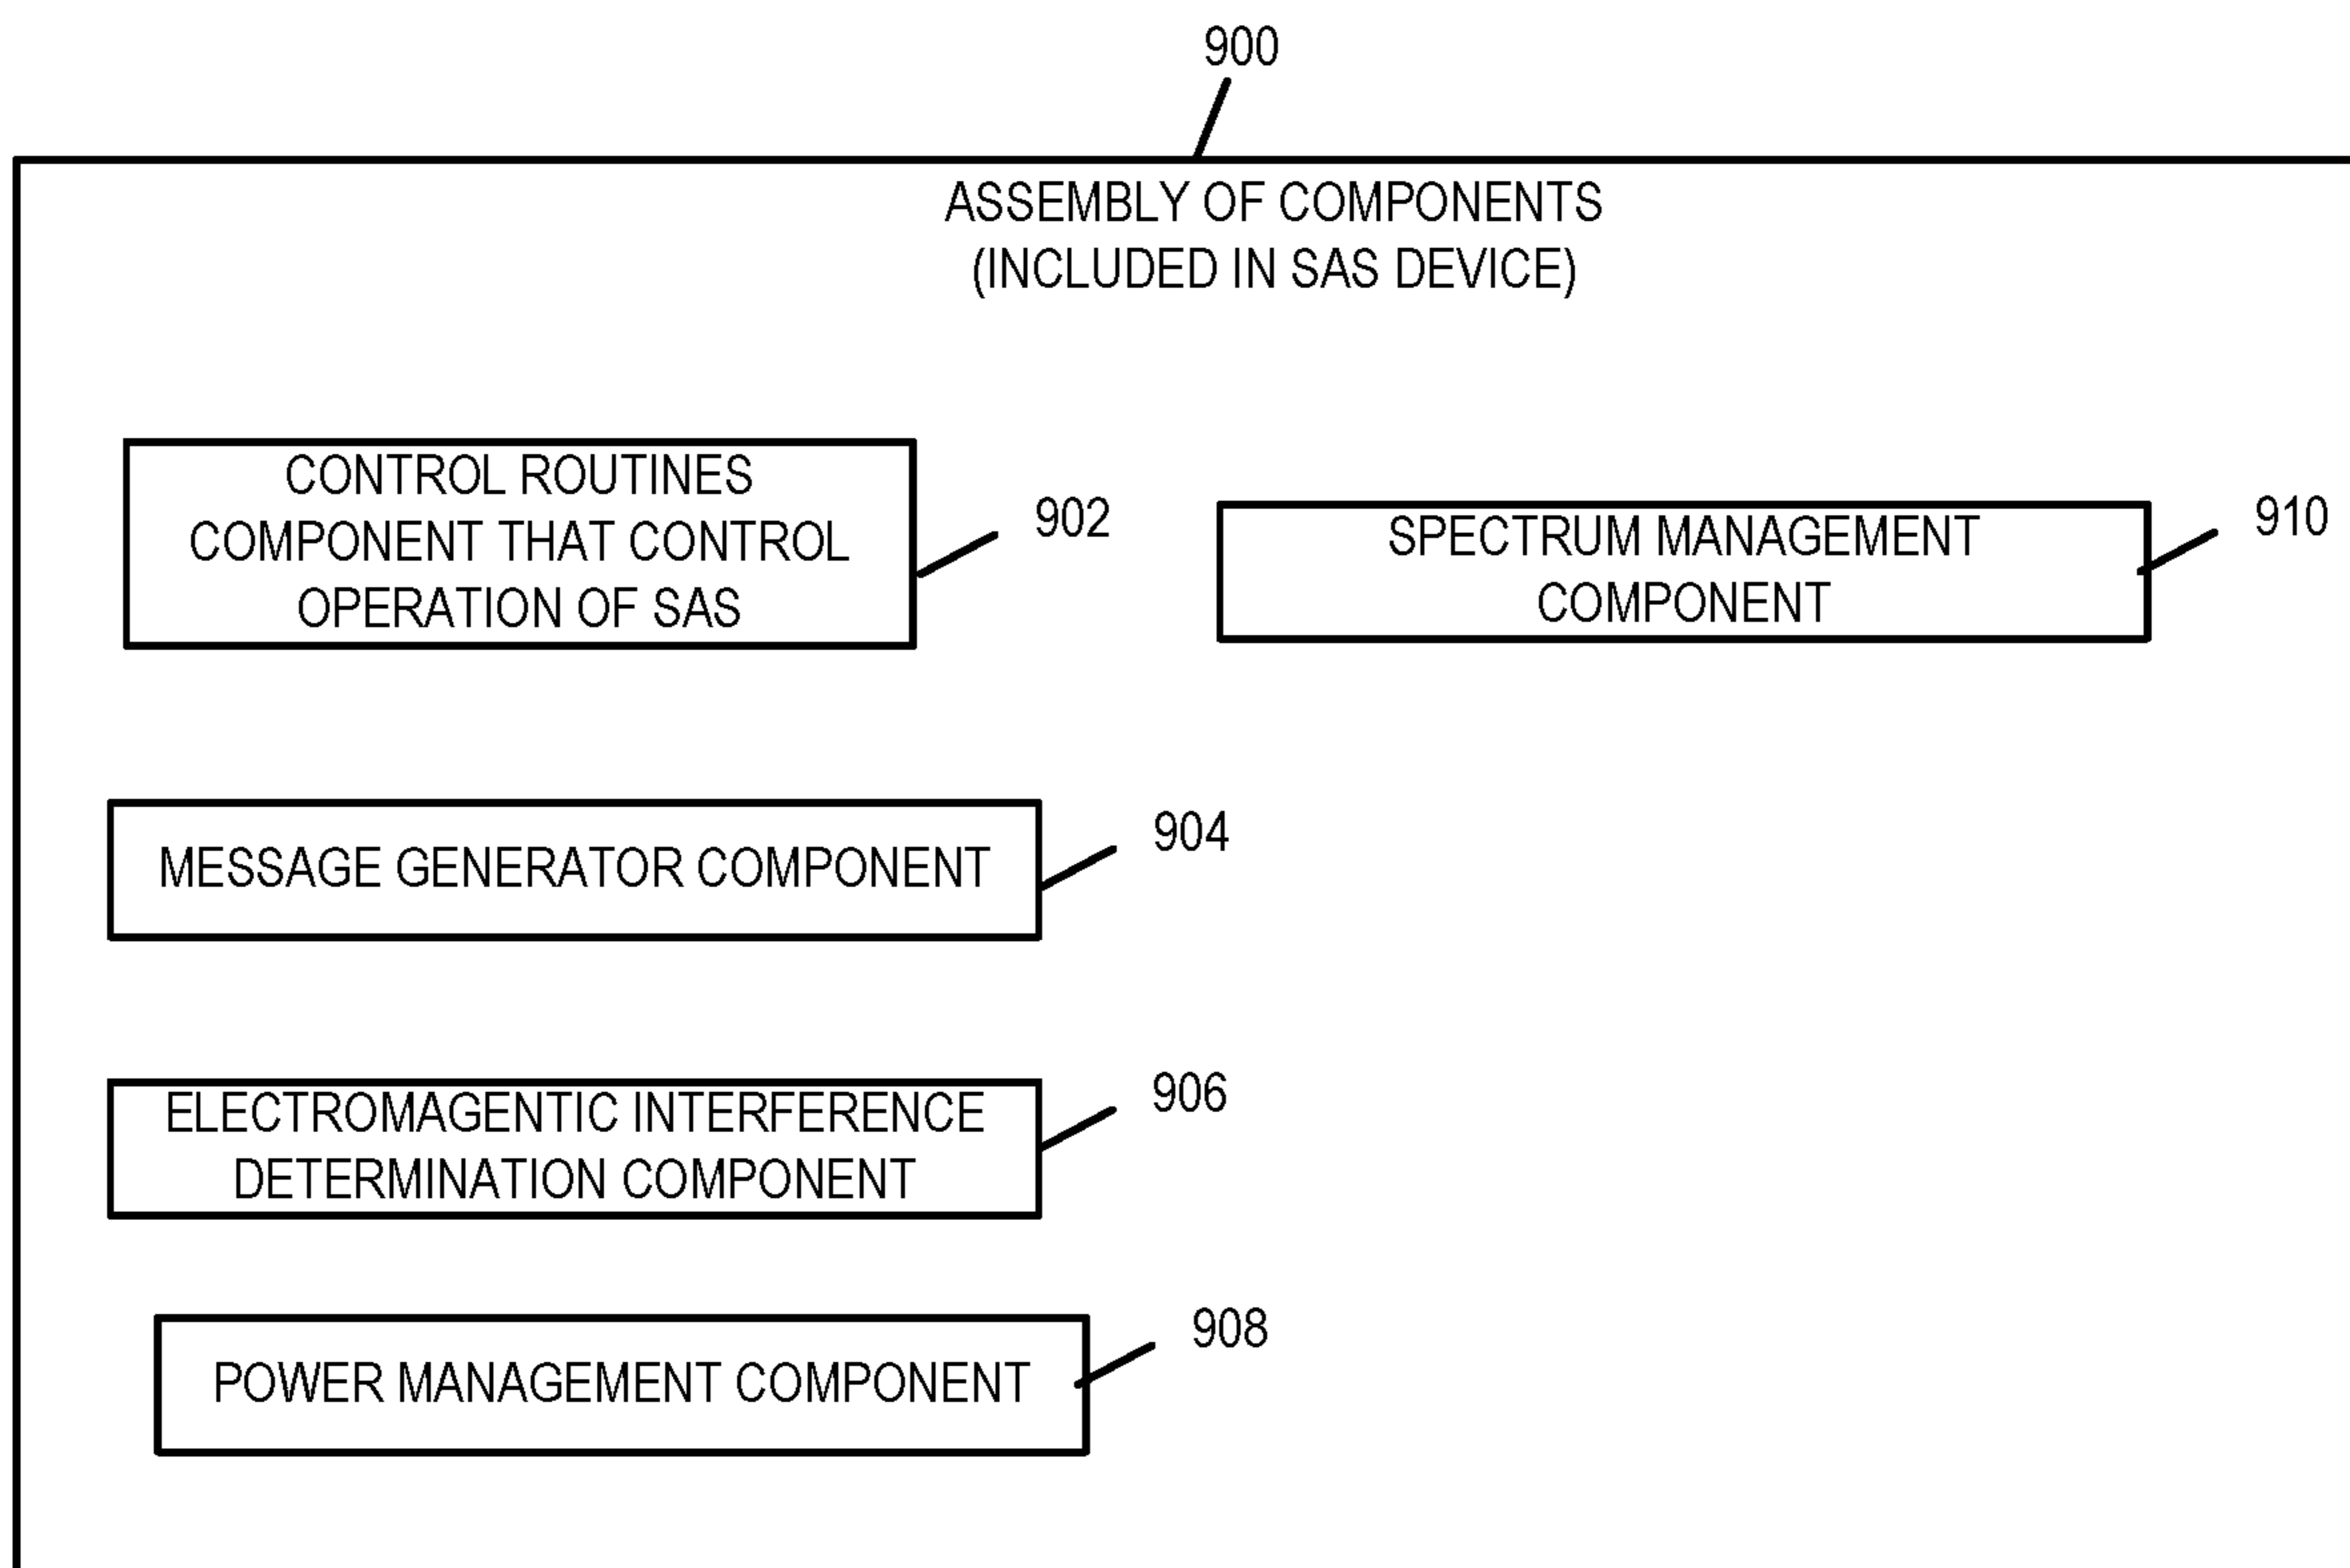 900
ASSEMBLY OF COMPONENTS
(INCLUDED IN SAS DEVICE)
CONTROL ROUTINES
COMPONENT THAT CONTROL
OPERATION OF SAS
902
SPECTRUM MANAGEMENT
COMPONENT
910
MESSAGE GENERATOR COMPONENT
904
ELECTROMAGENTIC INTERFERENCE
DETERMINATION COMPONENT
906
POWER MANAGEMENT COMPONENT
908